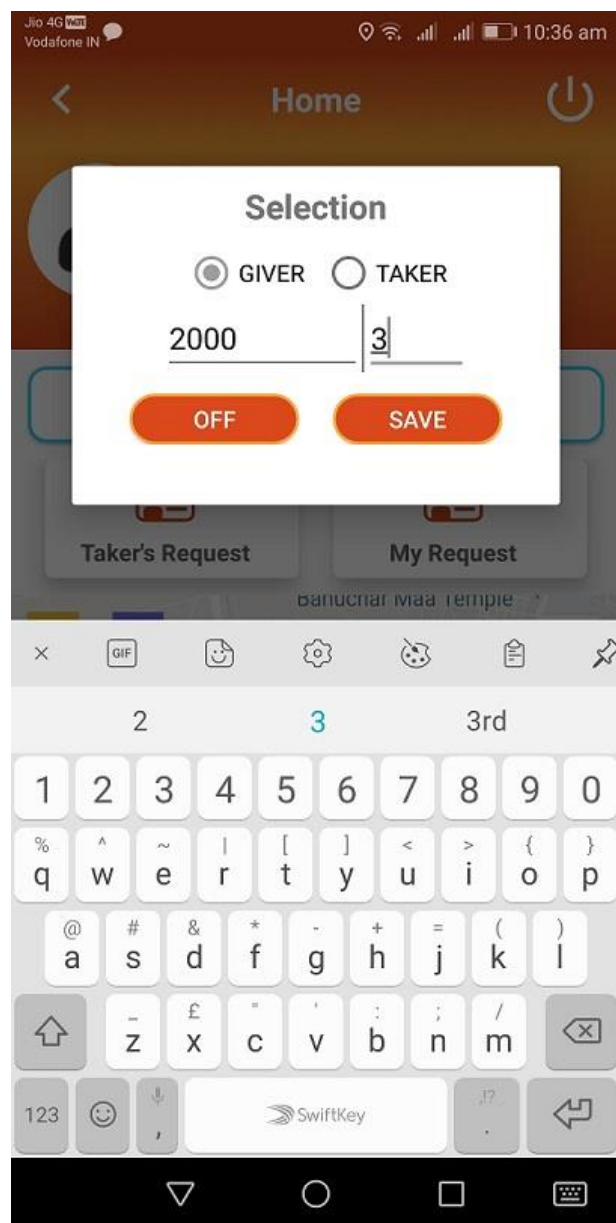 Jio 4G VoLTE
Vodafone IN
10:36 am
Home
Selection
GIVER TAKER
2000 3
OFF SAVE
Taker's Request My Request
Bahuchar Maa Temple
GIF
2 3 3rd
1 2 3 4 5 6 7 8 9 0
% ^ ~ | [ ] < > { }
q w e r t y u i o p
@ # & * - + = ( )
a s d f g h j k l
_ £ " ' : ; /
z x c v b n m
123 , SwiftKey ,!? .